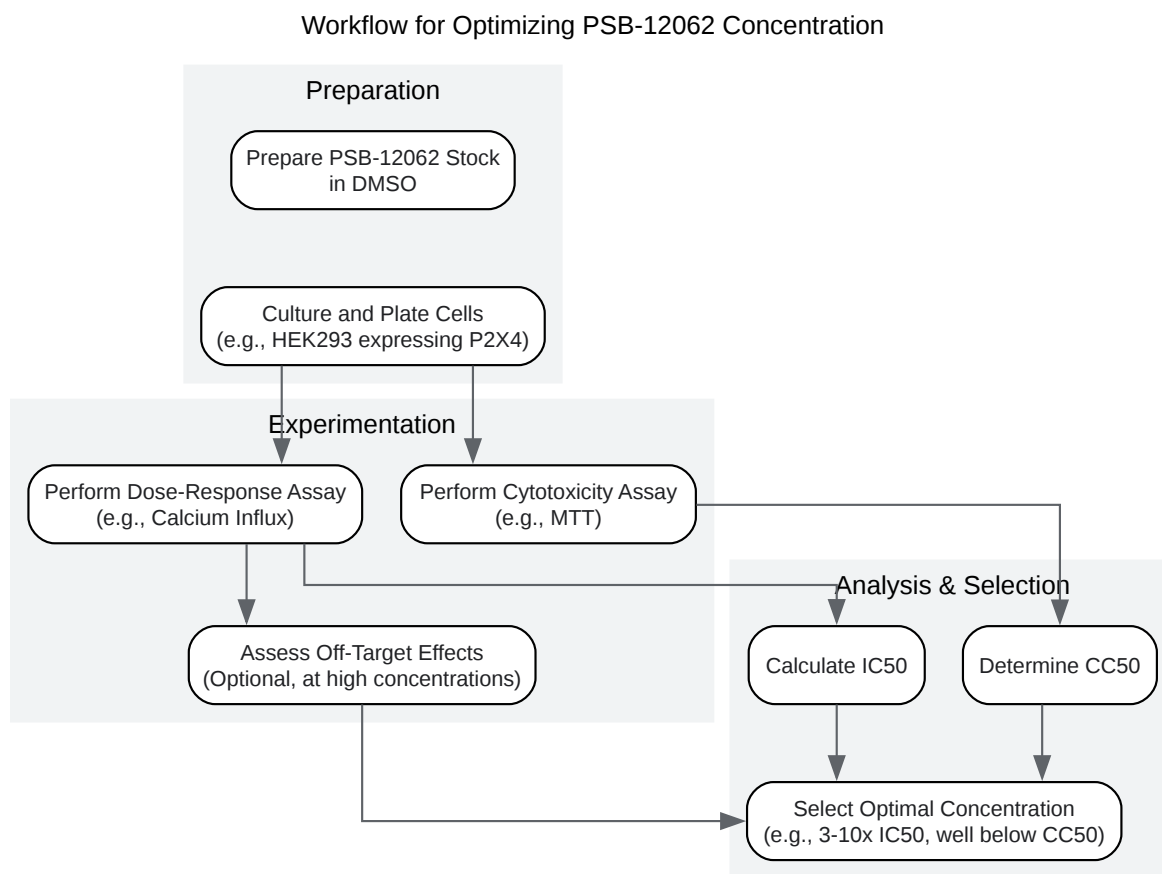 Workflow for Optimizing PSB-12062 Concentration
Preparation
Prepare PSB-12062 Stock
in DMSO
Culture and Plate Cells
(e.g., HEK293 expressing P2X4)
Experimentation
Perform Dose-Response Assay
(e.g., Calcium Influx)
Perform Cytotoxicity Assay
(e.g., MTT)
Assess Off-Target Effects
(Optional, at high concentrations)
Analysis & Selection
Calculate IC50
Determine CC50
Select Optimal Concentration
(e.g., 3-10x IC50, well below CC50)